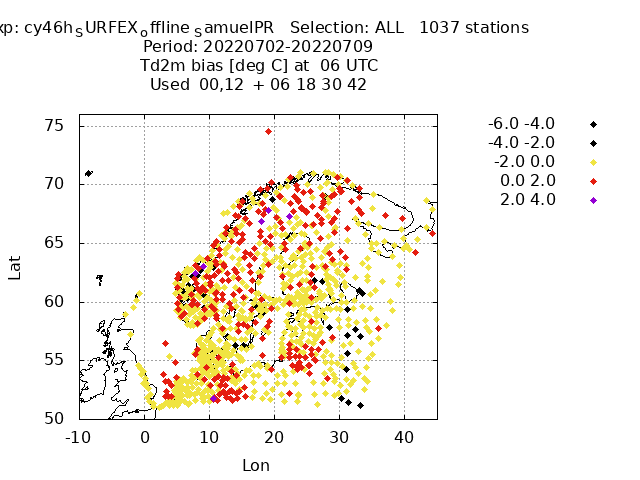 xp: cy46hSURFEXoffline SamuelPR Selection: ALL 1037 stations
Period: 20220702-20220709
Td2m bias [deg C] at 06 UTC
Used 00,12 + 06 18 30 42
-6.0 -4.0
-4.0 -2.0
-2.0 0.0
0.0 2.0
2.0 4.0
75
70
65
60
55
50
Lat
-10 0 10 20 30 40
Lon